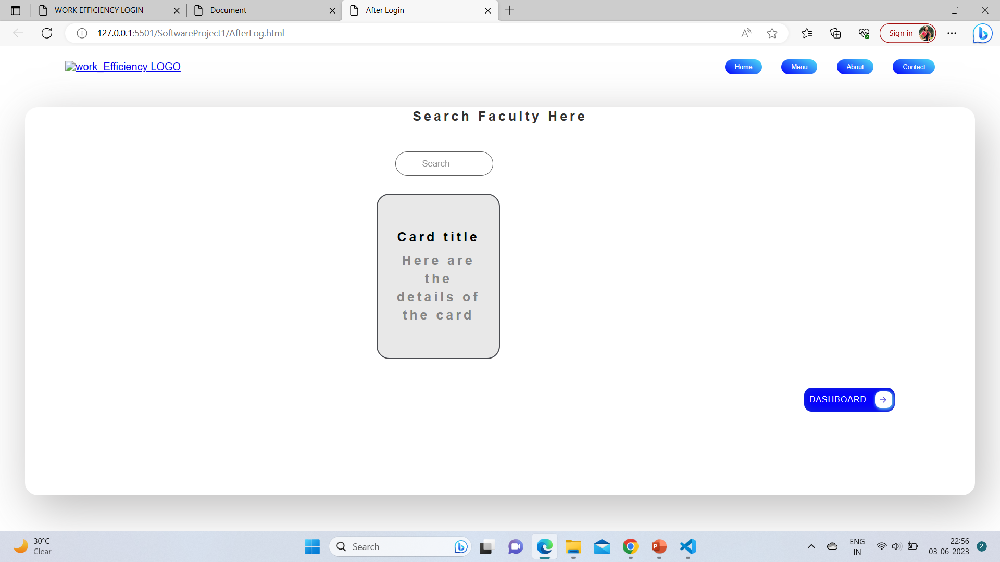 WORK EFFICIENCY LOGIN
Document
After Login
127.0.0.1:5501/SoftwareProject1/AfterLog.html
Sign in
work_Efficiency LOGO
Home
Menu
About
Contact
Search Faculty Here
Search
Card title
Here are
the
details of
the card
DASHBOARD
30°C
Clear
Search
ENG
IN
22:56
03-06-2023
2